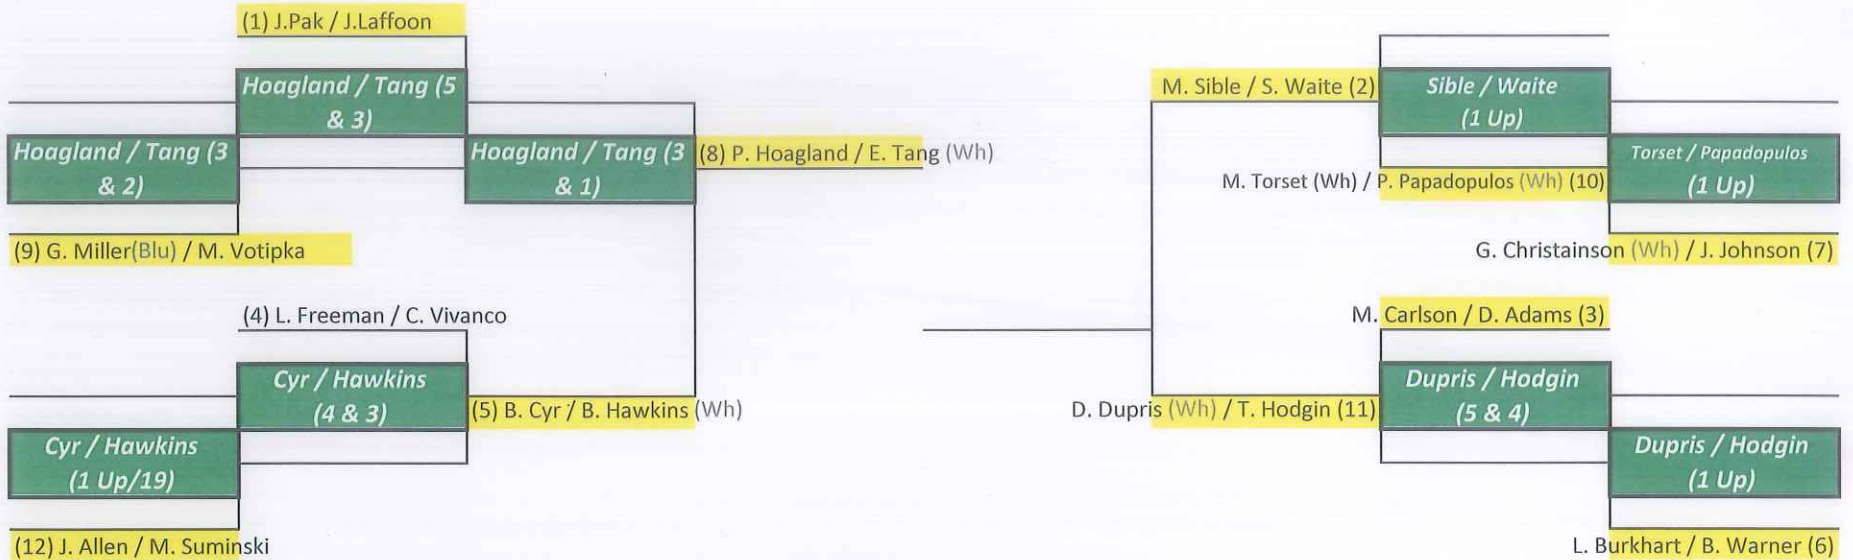 (1) J.Pak / J.Laffoon
Hoagland / Tang (5
& 3)
Hoagland / Tang (3
& 2)
Hoagland / Tang (3
& 1)
(8) P. Hoagland / E. Tang (Wh)
(9) G. Miller(Blu) / M. Votipka
(4) L. Freeman / C. Vivanco
Cyr / Hawkins
(4 & 3)
(5) B. Cyr / B. Hawkins (Wh)
Cyr / Hawkins
(1 Up/19)
(12) J. Allen / M. Suminski
M. Sible / S. Waite (2)
Sible / Waite
(1 Up)
M. Torset (Wh) / P. Papadopulos (Wh) (10)
Torset / Papadopulos
(1 Up)
G. Christainson (Wh) / J. Johnson (7)
M. Carlson / D. Adams (3)
Dupris / Hodgin
(5 & 4)
D. Dupris (Wh) / T. Hodgin (11)
Dupris / Hodgin
(1 Up)
L. Burkhart / B. Warner (6)